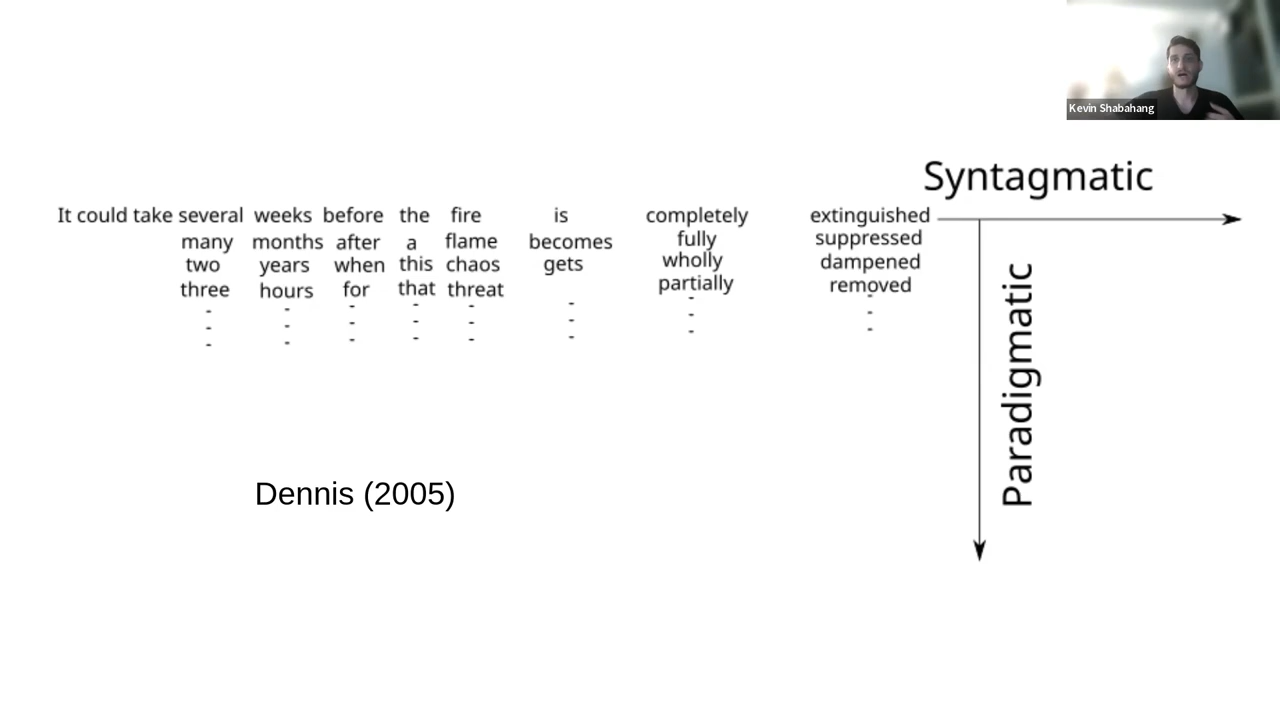 Kevin Shabahang
Syntagmatic
It could take several weeks before the fire is completely extinguished
many months after a flame becomes fully suppressed
two years when this chaos gets wholly dampened
three hours for that threat partially removed
Paradigmatic
Dennis (2005)